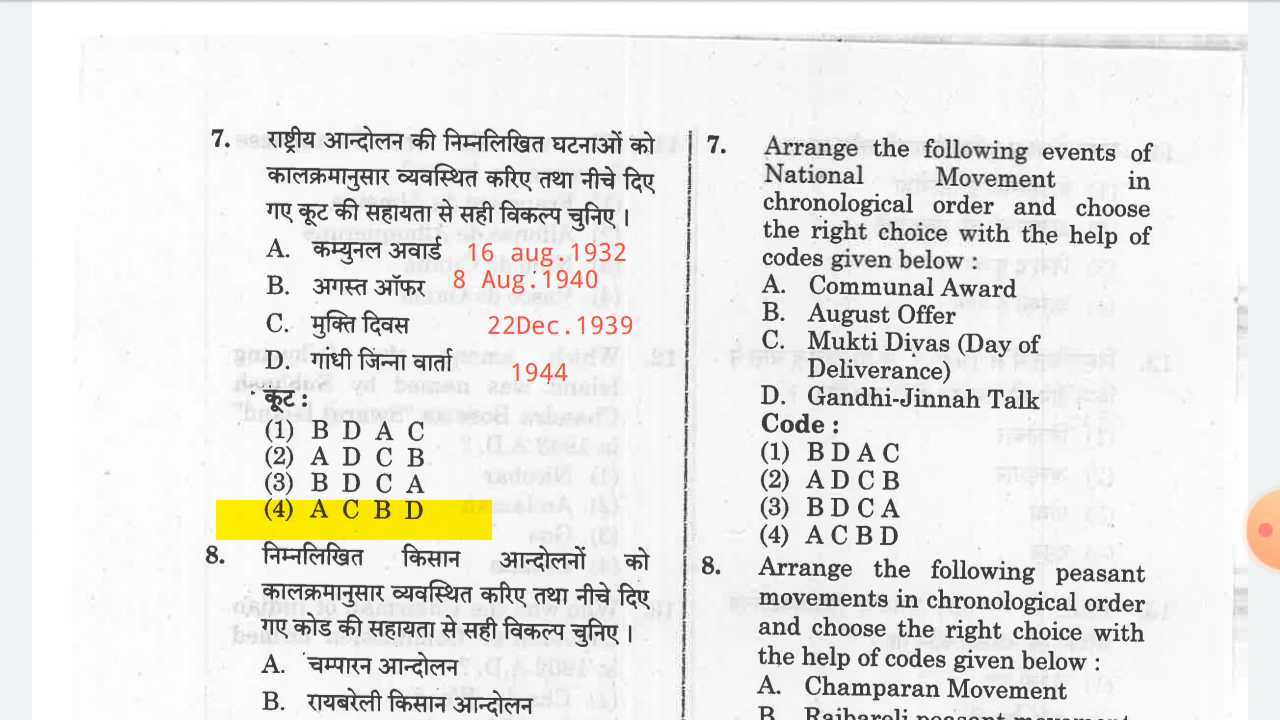 7. राष्ट्रीय आन्दोलन की निम्नलिखित घटनाओं को
कालक्रमानुसार व्यवस्थित करिए तथा नीचे दिए
गए कूट की सहायता से सही विकल्प चुनिए ।
A. कम्युनल अवार्ड 16 aug.1932
B. अगस्त ऑफर 8 Aug.1940
C. मुक्ति दिवस 22Dec.1939
D. गांधी जिन्ना वार्ता 1944
कूट :
(1) B D A C
(2) A D C B
(3) B D C A
(4) A C B D
8. निम्नलिखित किसान आन्दोलनों को
कालक्रमानुसार व्यवस्थित करिए तथा नीचे दिए
गए कोड की सहायता से सही विकल्प चुनिए ।
A. चम्पारन आन्दोलन
B. रायबरेली किसान आन्दोलन
7. Arrange the following events of
National Movement in
chronological order and choose
the right choice with the help of
codes given below :
A. Communal Award
B. August Offer
C. Mukti Divas (Day of
Deliverance)
D. Gandhi-Jinnah Talk
Code :
(1) B D A C
(2) A D C B
(3) B D C A
(4) A C B D
8. Arrange the following peasant
movements in chronological order
and choose the right choice with
the help of codes given below :
A. Champaran Movement
B. Raibareli peasant movement